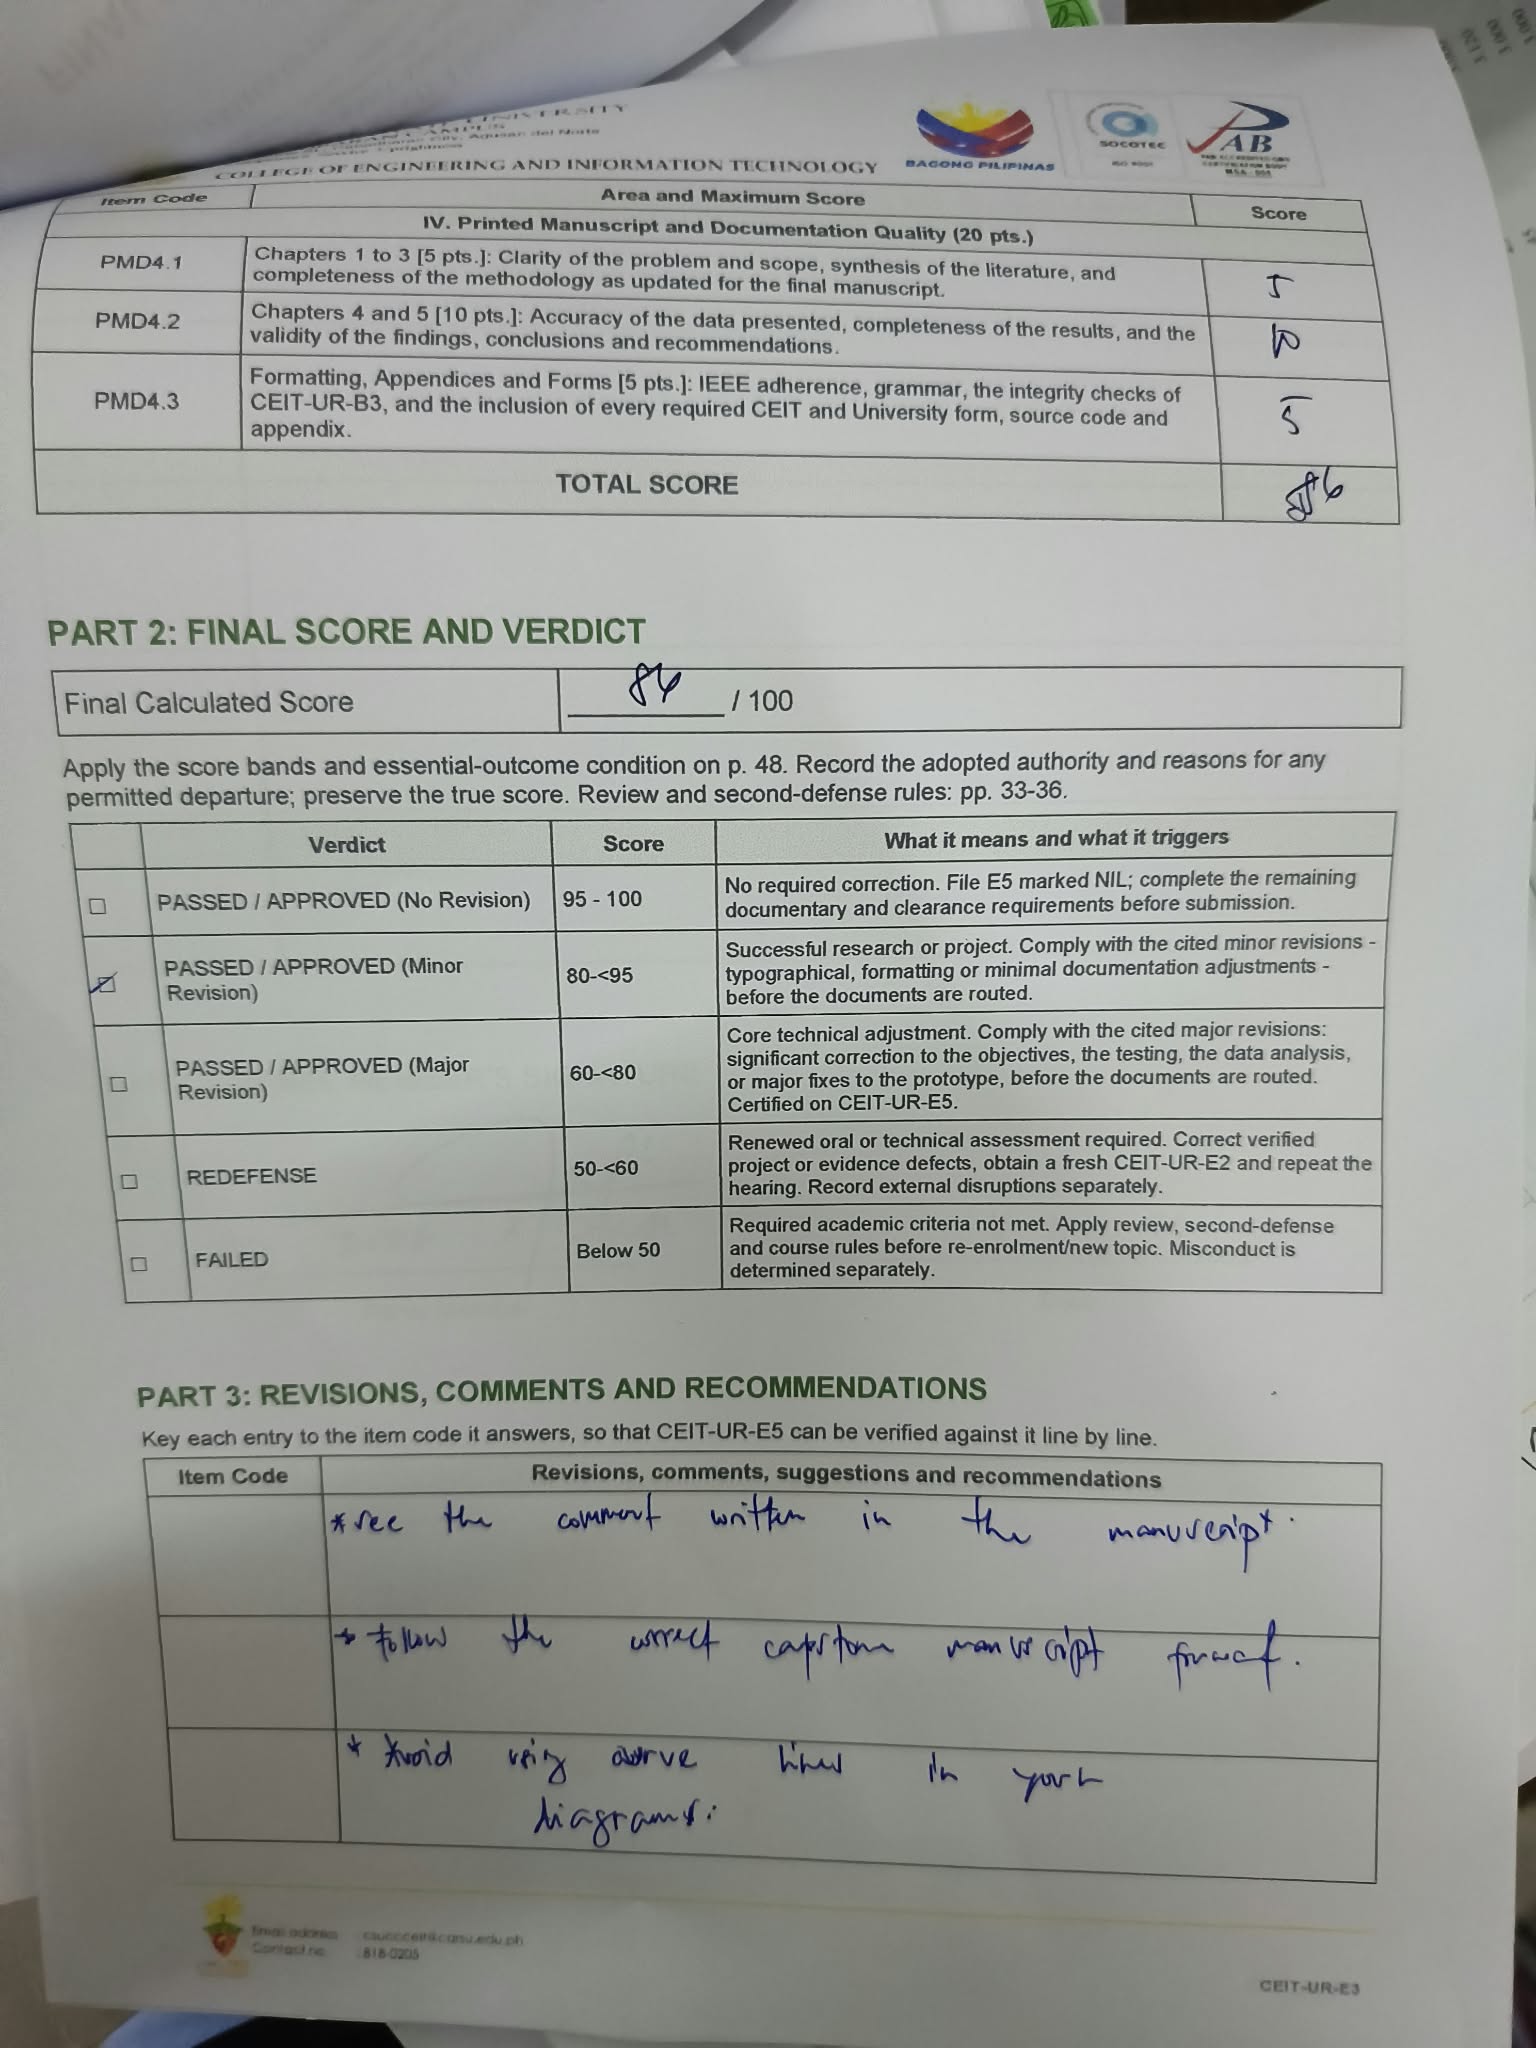 UNIVERSITY
CAMPUS
City, Agusan del Norte
COLLEGE OF ENGINEERING AND INFORMATION TECHNOLOGY
BAGONG PILIPINAS
SOCOTEC
ISO 9001
PAB
Item Code Area and Maximum Score Score
IV. Printed Manuscript and Documentation Quality (20 pts.)
PMD4.1 Chapters 1 to 3 [5 pts.]: Clarity of the problem and scope, synthesis of the literature, and
completeness of the methodology as updated for the final manuscript. 5
PMD4.2 Chapters 4 and 5 [10 pts.]: Accuracy of the data presented, completeness of the results, and the
validity of the findings, conclusions and recommendations. 10
PMD4.3 Formatting, Appendices and Forms [5 pts.]: IEEE adherence, grammar, the integrity checks of
CEIT-UR-B3, and the inclusion of every required CEIT and University form, source code and
appendix. 5
TOTAL SCORE 86
PART 2: FINAL SCORE AND VERDICT
Final Calculated Score 86 / 100
Apply the score bands and essential-outcome condition on p. 48. Record the adopted authority and reasons for any
permitted departure; preserve the true score. Review and second-defense rules: pp. 33-36.
Verdict Score What it means and what it triggers
PASSED / APPROVED (No Revision) 95 - 100 No required correction. File E5 marked NIL; complete the remaining
documentary and clearance requirements before submission.
PASSED / APPROVED (Minor
Revision) 80-<95 Successful research or project. Comply with the cited minor revisions -
typographical, formatting or minimal documentation adjustments -
before the documents are routed.
PASSED / APPROVED (Major
Revision) 60-<80 Core technical adjustment. Comply with the cited major revisions:
significant correction to the objectives, the testing, the data analysis,
or major fixes to the prototype, before the documents are routed.
Certified on CEIT-UR-E5.
REDEFENSE 50-<60 Renewed oral or technical assessment required. Correct verified
project or evidence defects, obtain a fresh CEIT-UR-E2 and repeat the
hearing. Record external disruptions separately.
FAILED Below 50 Required academic criteria not met. Apply review, second-defense
and course rules before re-enrolment/new topic. Misconduct is
determined separately.
PART 3: REVISIONS, COMMENTS AND RECOMMENDATIONS
Key each entry to the item code it answers, so that CEIT-UR-E5 can be verified against it line by line.
Item Code Revisions, comments, suggestions and recommendations
* see the comment written in the manuscript.
* Follow the correct capstone manuscript format.
* Avoid using curve lines in your
diagrams.
Email address
Contact no. : 818-0205
CEIT-UR-E3